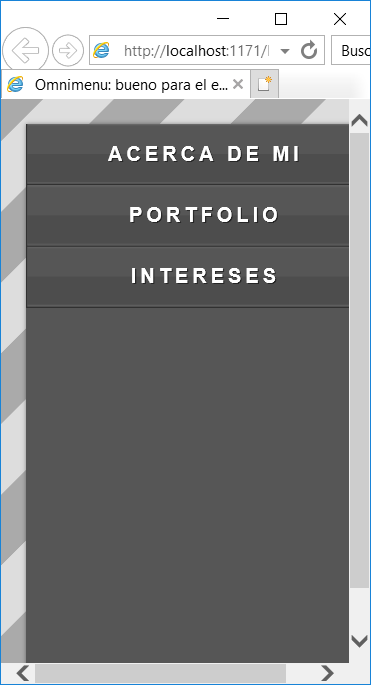 http://localhost:1171/
Busc
Omnimenu: bueno para el e...
ACERCA DE MI
PORTFOLIO
INTERESES